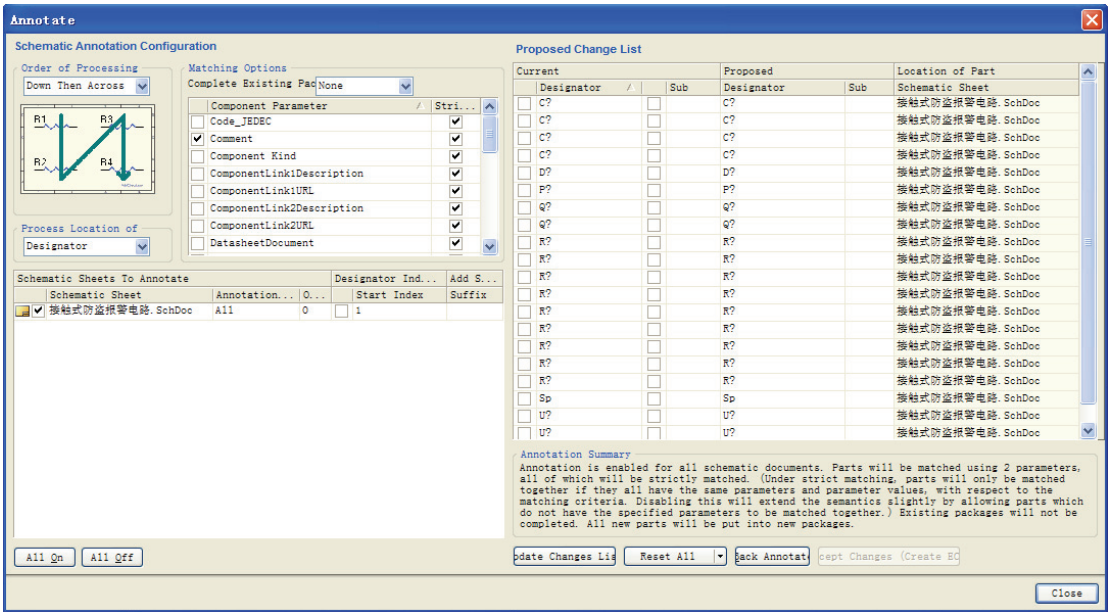 Annotate
Schematic Annotation Configuration
Order of Processing
Down Then Across
R1 R3
R2 R4
Process Location of
Designator
Matching Options
Complete Existing Pac None
Component Parameter Stri...
Code_JEDEC
Comment
Component Kind
ComponentLink1Description
ComponentLink1URL
ComponentLink2Description
ComponentLink2URL
DatasheetDocument
Schematic Sheets To Annotate Designator Ind... Add S...
Schematic Sheet Annotation... O... Start Index Suffix
接触式防盗报警电路.SchDoc All 0 1
All On All Off
Proposed Change List
Current Proposed Location of Part
Designator Sub Designator Sub Schematic Sheet
C? C? 接触式防盗报警电路.SchDoc
C? C? 接触式防盗报警电路.SchDoc
C? C? 接触式防盗报警电路.SchDoc
C? C? 接触式防盗报警电路.SchDoc
D? D? 接触式防盗报警电路.SchDoc
P? P? 接触式防盗报警电路.SchDoc
Q? Q? 接触式防盗报警电路.SchDoc
Q? Q? 接触式防盗报警电路.SchDoc
R? R? 接触式防盗报警电路.SchDoc
R? R? 接触式防盗报警电路.SchDoc
R? R? 接触式防盗报警电路.SchDoc
R? R? 接触式防盗报警电路.SchDoc
R? R? 接触式防盗报警电路.SchDoc
R? R? 接触式防盗报警电路.SchDoc
R? R? 接触式防盗报警电路.SchDoc
R? R? 接触式防盗报警电路.SchDoc
R? R? 接触式防盗报警电路.SchDoc
Sp Sp 接触式防盗报警电路.SchDoc
U? U? 接触式防盗报警电路.SchDoc
U? U? 接触式防盗报警电路.SchDoc
Annotation Summary
Annotation is enabled for all schematic documents. Parts will be matched using 2 parameters,
all of which will be strictly matched. (Under strict matching, parts will only be matched
together if they all have the same parameters and parameter values, with respect to the
matching criteria. Disabling this will extend the semantics slightly by allowing parts which
do not have the specified parameters to be matched together.) Existing packages will not be
completed. All new parts will be put into new packages.
pdate Changes Lis Reset All Back Annotat cept Changes (Create EC
Close